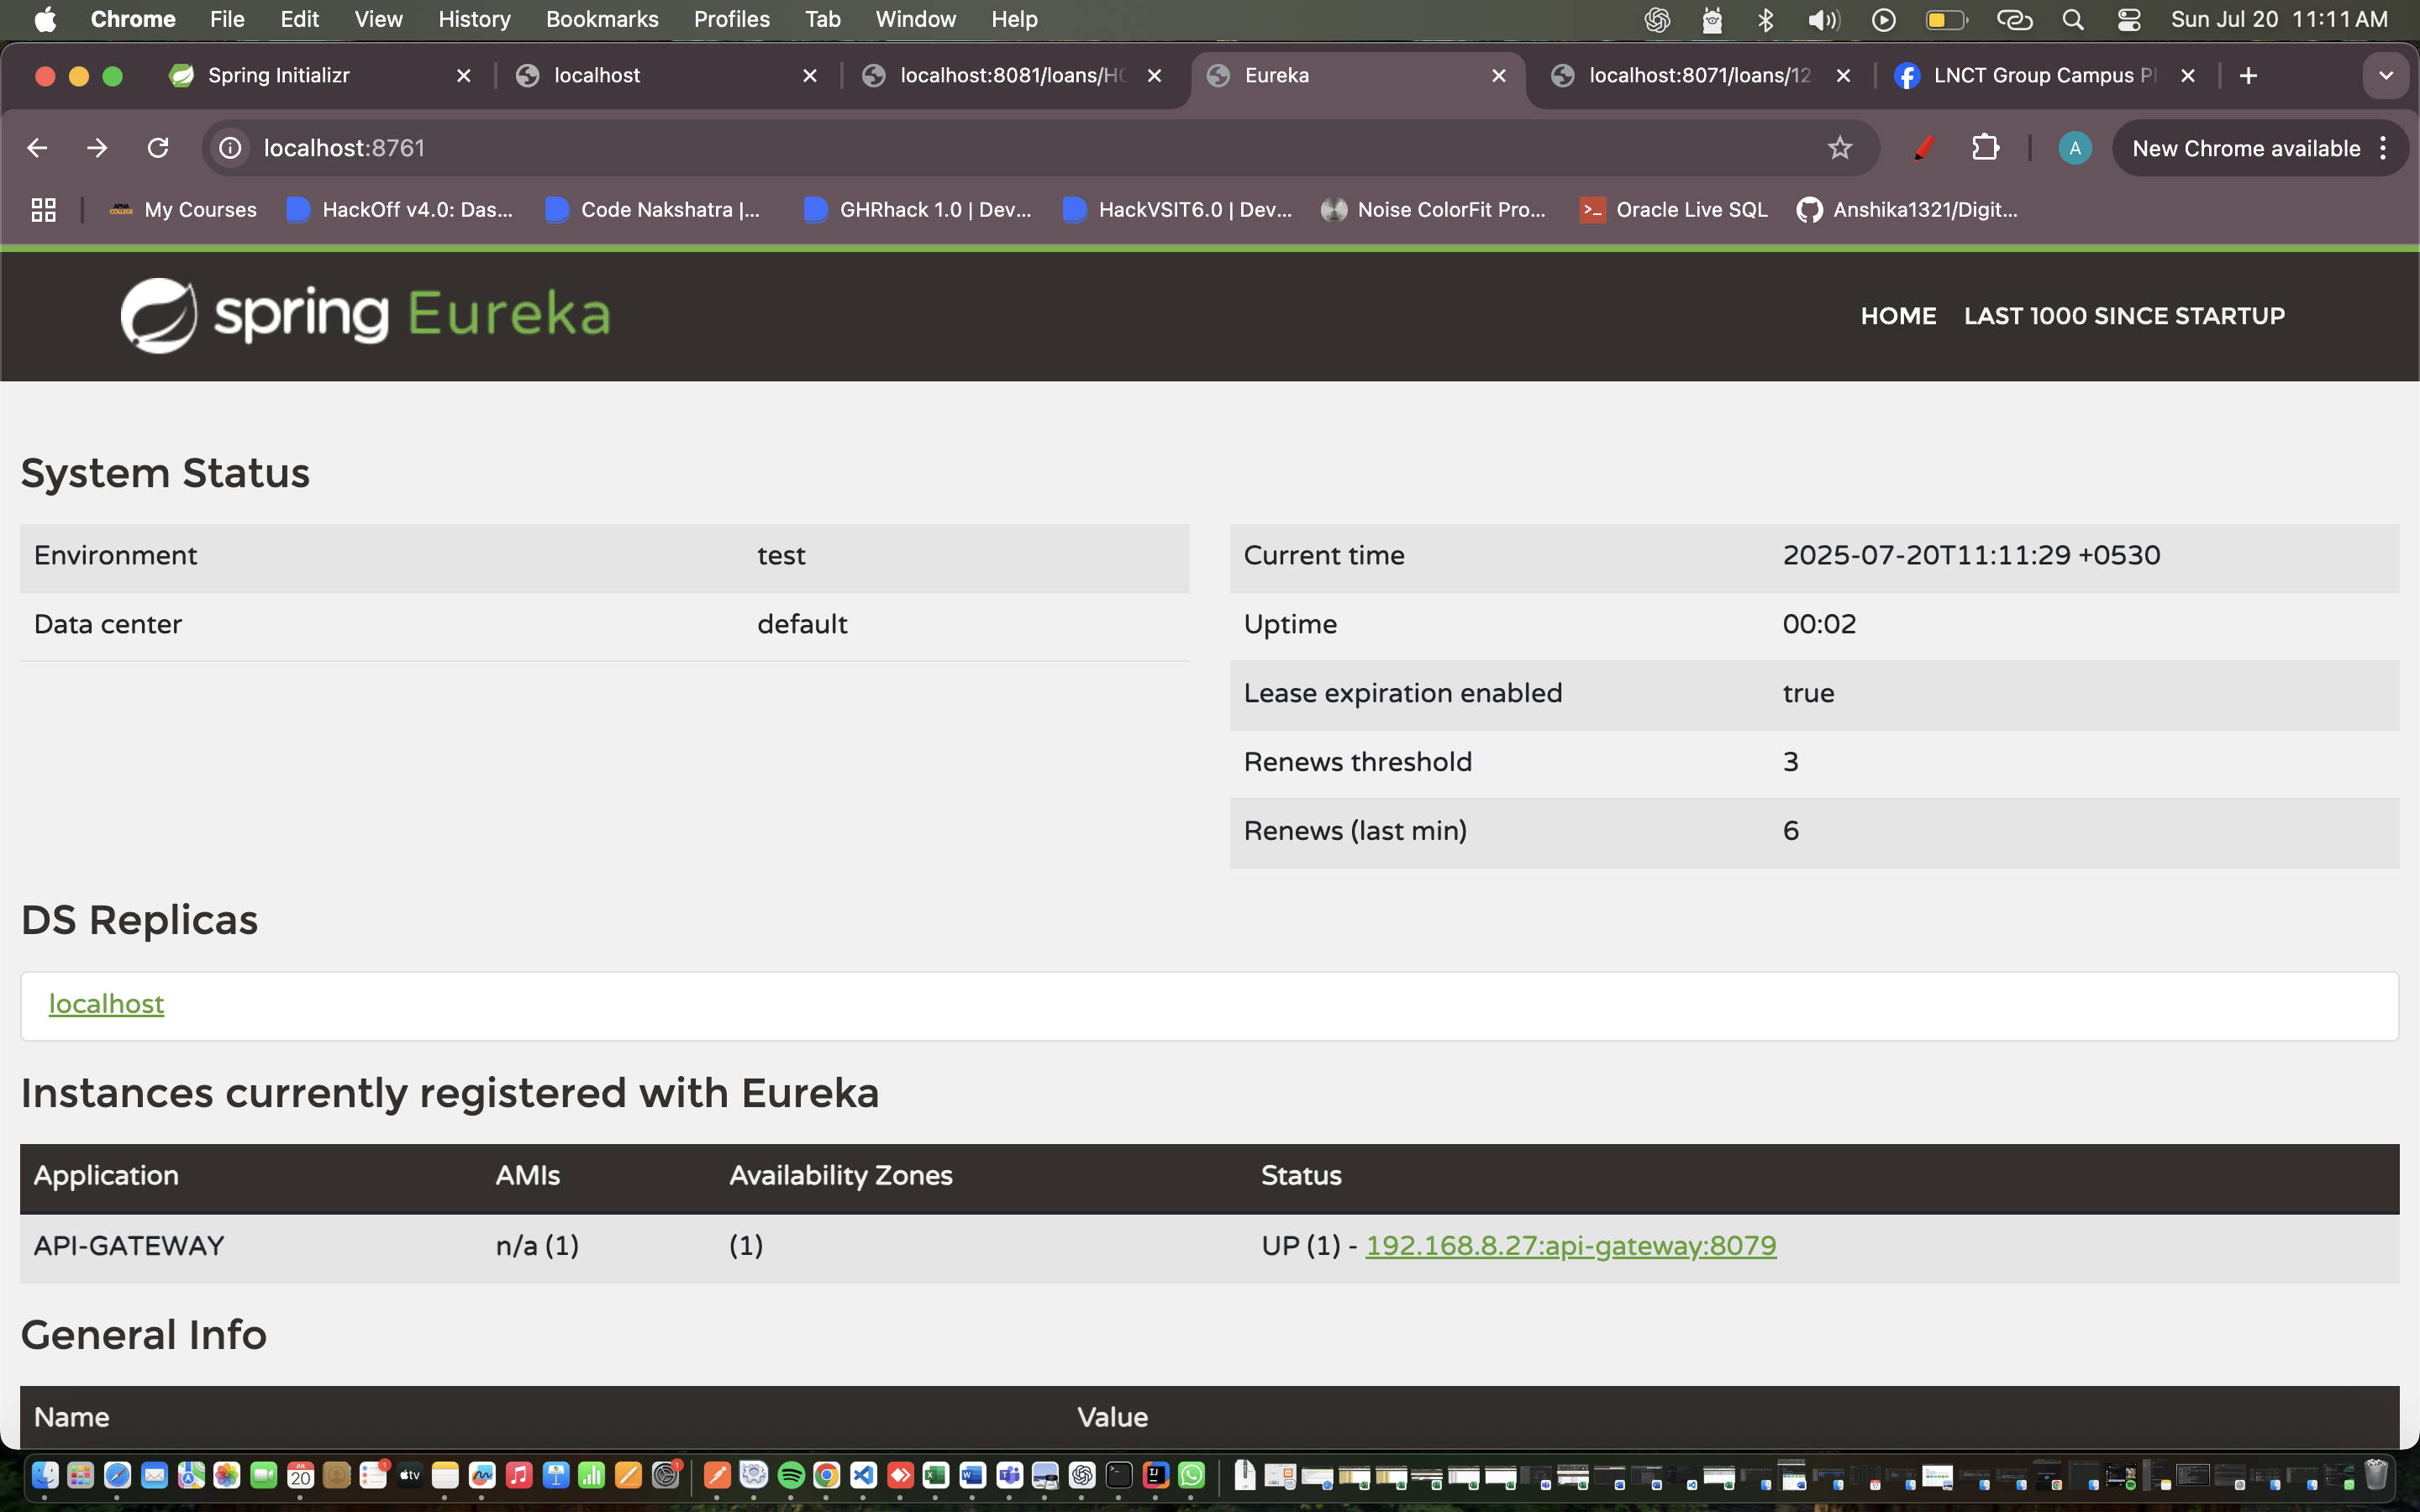 Chrome File Edit View History Bookmarks Profiles Tab Window Help Sun Jul 20 11:11 AM
Spring Initializr localhost localhost:8081/loans/H Eureka localhost:8071/loans/12 LNCT Group Campus Pl
localhost:8761 A New Chrome available
My Courses HackOff v4.0: Das... Code Nakshatra |... GHRhack 1.0 | Dev... HackVSIT6.0 | Dev... Noise ColorFit Pro... Oracle Live SQL Anshika1321/Digit...
spring Eureka HOME LAST 1000 SINCE STARTUP
System Status
Environment test
Data center default
Current time 2025-07-20T11:11:29 +0530
Uptime 00:02
Lease expiration enabled true
Renews threshold 3
Renews (last min) 6
DS Replicas
localhost
Instances currently registered with Eureka
Application AMIs Availability Zones Status
API-GATEWAY n/a (1) (1) UP (1) - 192.168.8.27:api-gateway:8079
General Info
Name Value